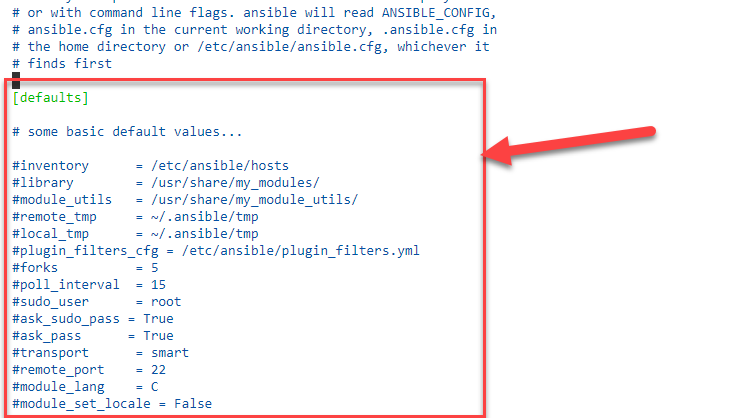 # or with command line flags. ansible will read ANSIBLE_CONFIG,
# ansible.cfg in the current working directory, .ansible.cfg in
# the home directory or /etc/ansible/ansible.cfg, whichever it
# finds first
[defaults]
# some basic default values...
#inventory      = /etc/ansible/hosts
#library        = /usr/share/my_modules/
#module_utils   = /usr/share/my_module_utils/
#remote_tmp     = ~/.ansible/tmp
#local_tmp      = ~/.ansible/tmp
#plugin_filters_cfg = /etc/ansible/plugin_filters.yml
#forks          = 5
#poll_interval  = 15
#sudo_user      = root
#ask_sudo_pass = True
#ask_pass      = True
#transport      = smart
#remote_port    = 22
#module_lang    = C
#module_set_locale = False